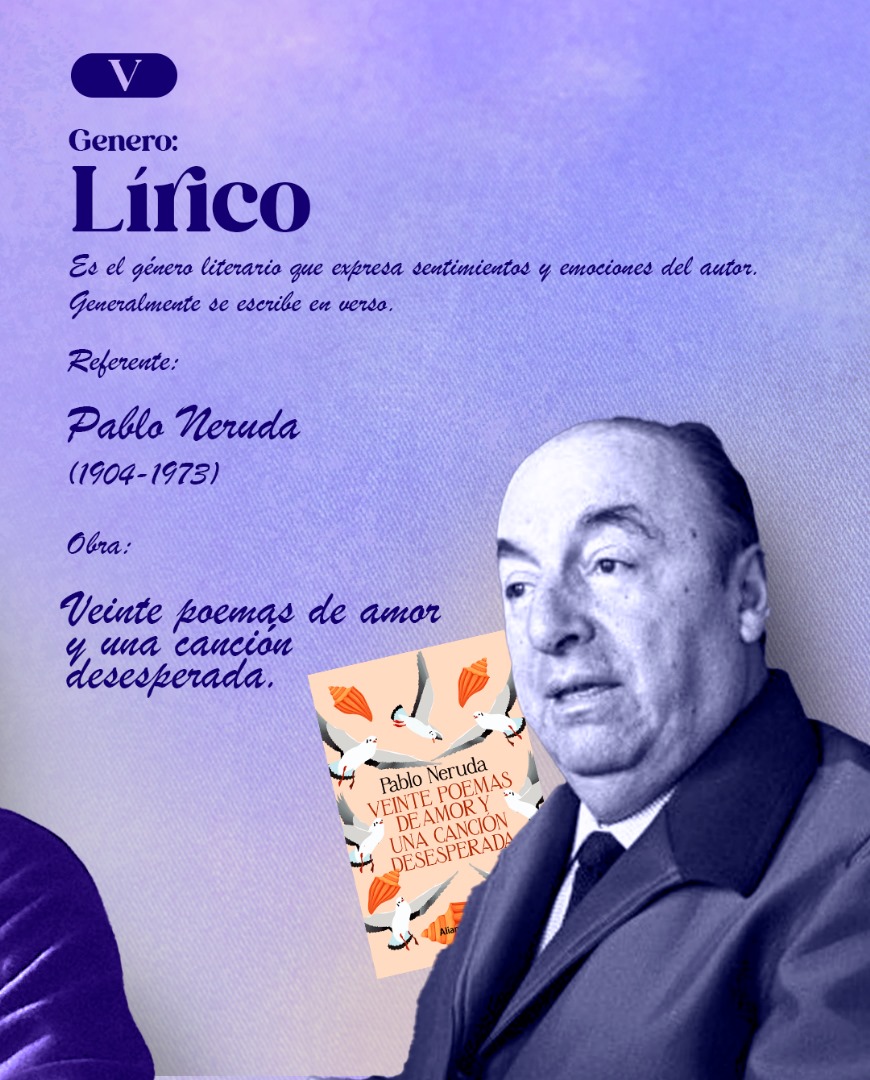 V
Genero:
Lírico
Es el género literario que expresa sentimientos y emociones del autor.
Generalmente se escribe en verso.
Referente:
Pablo Neruda
(1904-1973)
Obra:
Veinte poemas de amor
y una canción
desesperada.
Pablo Neruda
VEINTE POEMAS
DE AMOR Y
UNA CANCIÓN
DESESPERADA